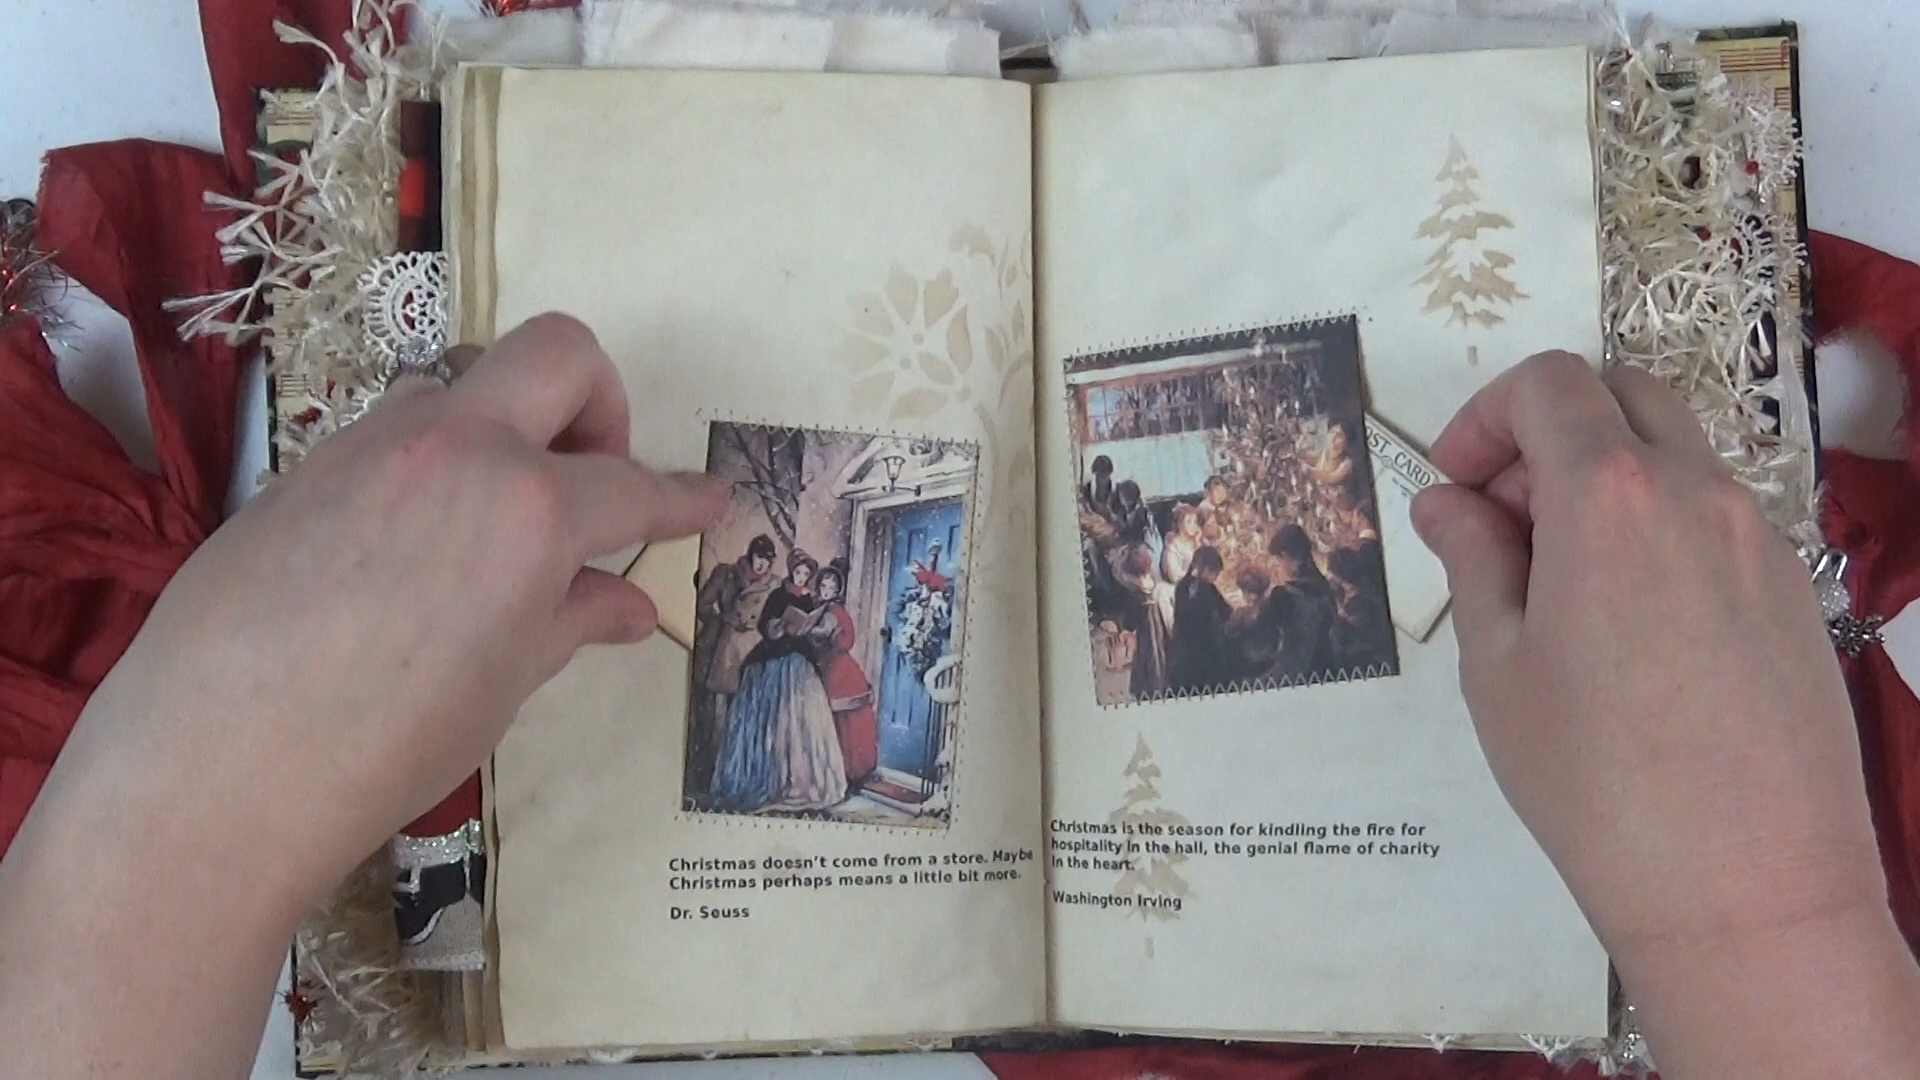 Christmas doesn't come from a store. Maybe
Christmas perhaps means a little bit more.
Dr. Seuss
CARD
Christmas is the season for kindling the fire for
hospitality in the hall, the genial flame of charity
in the heart.
Washington Irving